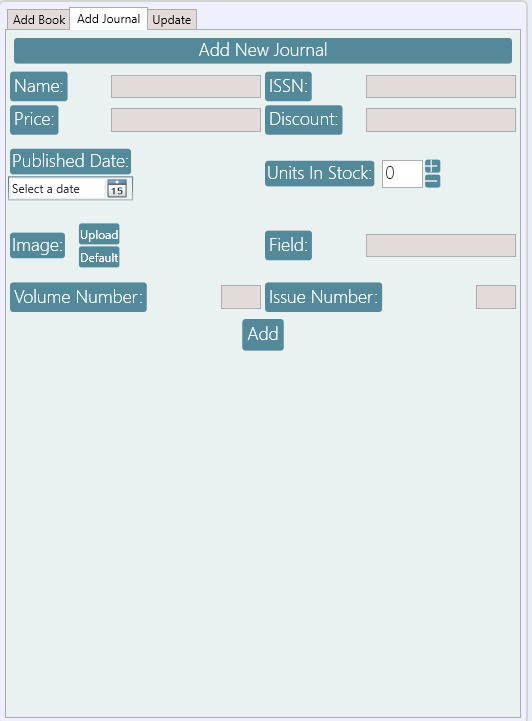 Add Book Add Journal Update
Add New Journal
Name: ISSN:
Price: Discount:
Published Date:
Select a date 15
Units In Stock: 0 + −
Image: Upload
Default
Field:
Volume Number: Issue Number:
Add